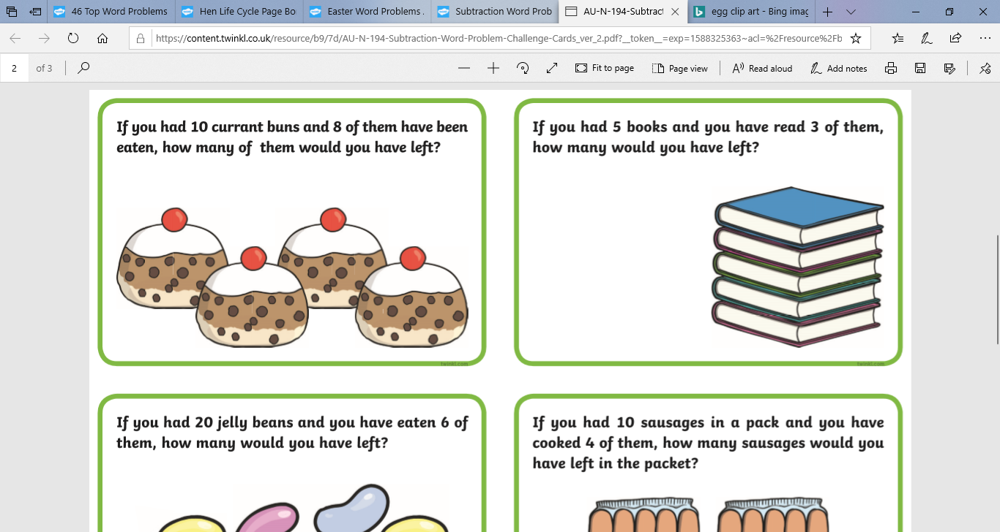 46 Top Word Problems
Hen Life Cycle Page Bo
Easter Word Problems
Subtraction Word Prob
AU-N-194-Subtract
egg clip art - Bing imag
https://content.twinkl.co.uk/resource/b9/7d/AU-N-194-Subtraction-Word-Problem-Challenge-Cards_ver_2.pdf?__token__=exp=1588325363~acl=%2Fresource%2Fb
2 of 3
Fit to page
Page view
Read aloud
Add notes
If you had 10 currant buns and 8 of them have been
eaten, how many of them would you have left?
twinkl.com
If you had 5 books and you have read 3 of them,
how many would you have left?
twinkl.com
If you had 20 jelly beans and you have eaten 6 of
them, how many would you have left?
If you had 10 sausages in a pack and you have
cooked 4 of them, how many sausages would you
have left in the packet?